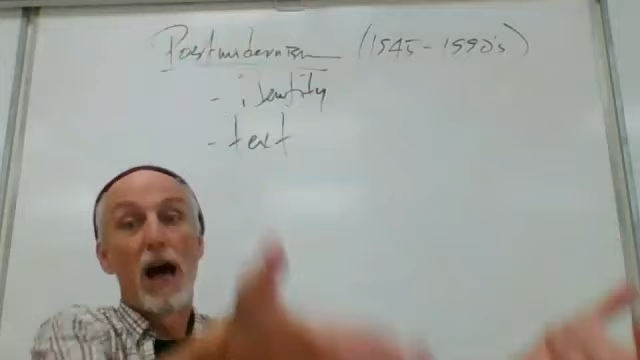 Postmodernism (1945-1990's)
- identity
- text